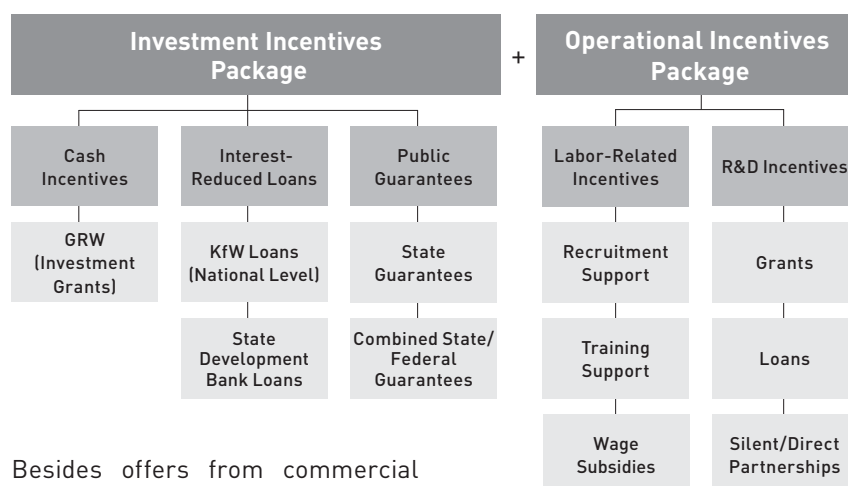 Investment Incentives
Package
+
Operational Incentives
Package
Cash
Incentives
Interest-
Reduced Loans
Public
Guarantees
Labor-Related
Incentives
R&D Incentives
GRW
(Investment
Grants)
KfW Loans
(National Level)
State
Guarantees
Recruitment
Support
Grants
State
Development
Bank Loans
Combined State/
Federal
Guarantees
Training
Support
Loans
Wage
Subsidies
Silent/Direct
Partnerships
Besides offers from commercial